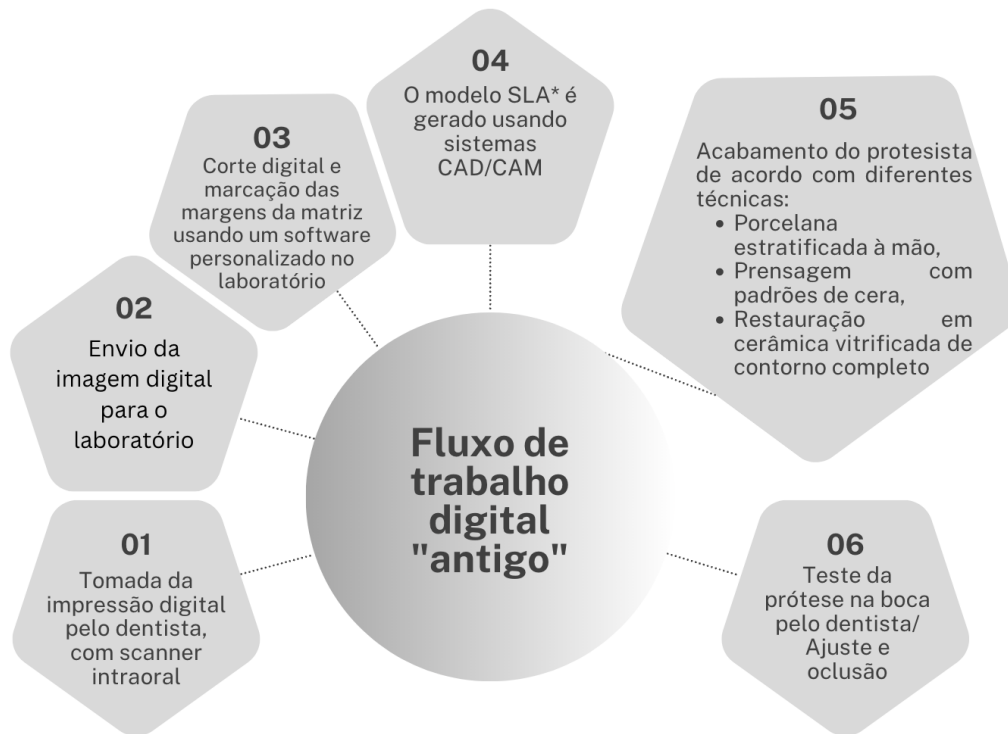 01
Tomada da
impressão digital
pelo dentista,
com scanner
intraoral
02
Envio da
imagem digital
para o
laboratório
03
Corte digital e
marcação das
margens da matriz
usando um software
personalizado no
laboratório
04
O modelo SLA* é
gerado usando
sistemas
CAD/CAM
05
Acabamento do protesista
de acordo com diferentes
técnicas:
• Porcelana
estratificada à mão,
• Prensagem com
padrões de cera,
• Restauração em
cerâmica vitrificada de
contorno completo
06
Teste da
prótese na boca
pelo dentista/
Ajuste e
oclusão
Fluxo de
trabalho
digital
"antigo"